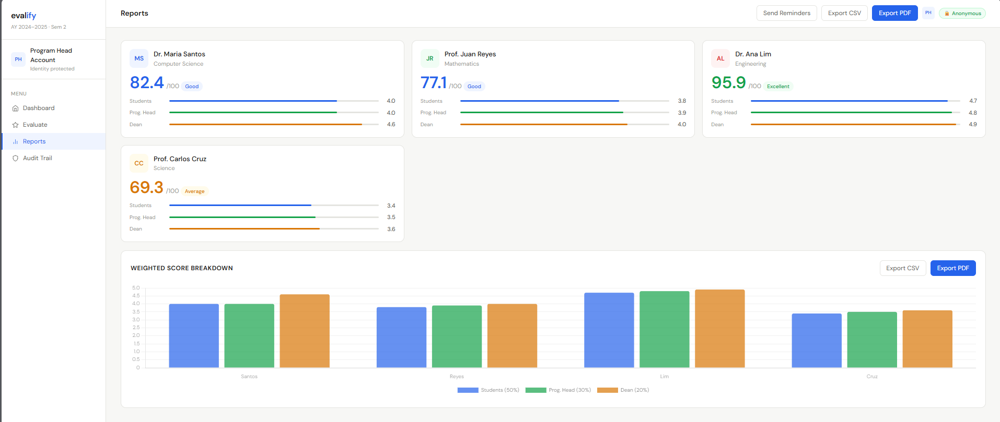 evalify
AY 2024–2025 · Sem 2
PH
Program Head
Account
Identity protected
MENU
Dashboard
Evaluate
Reports
Audit Trail
Reports
Send Reminders
Export CSV
Export PDF
PH
Anonymous
MS
Dr. Maria Santos
Computer Science
82.4 /100 Good
Students 4.0
Prog. Head 4.0
Dean 4.6
JR
Prof. Juan Reyes
Mathematics
77.1 /100 Good
Students 3.8
Prog. Head 3.9
Dean 4.0
AL
Dr. Ana Lim
Engineering
95.9 /100 Excellent
Students 4.7
Prog. Head 4.8
Dean 4.9
CC
Prof. Carlos Cruz
Science
69.3 /100 Average
Students 3.4
Prog. Head 3.5
Dean 3.6
WEIGHTED SCORE BREAKDOWN
Export CSV
Export PDF
5.0
4.5
4.0
3.5
3.0
2.5
2.0
1.5
1.0
0.5
0
Santos Reyes Lim Cruz
Students (50%) Prog. Head (30%) Dean (20%)